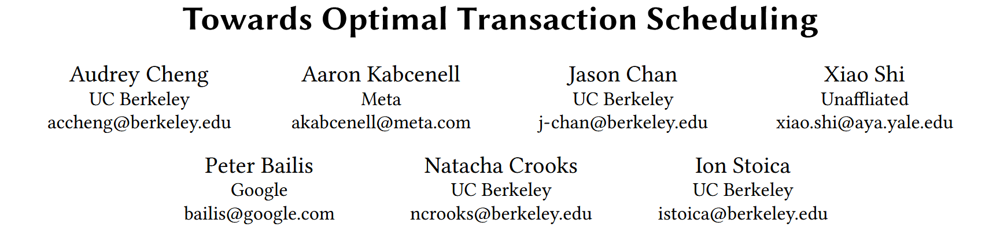 Towards Optimal Transaction Scheduling
Audrey Cheng Aaron Kabcenell Jason Chan Xiao Shi
UC Berkeley Meta UC Berkeley Unaffliated
accheng@berkeley.edu akabcenell@meta.com j-chan@berkeley.edu xiao.shi@aya.yale.edu
Peter Bailis Natacha Crooks Ion Stoica
Google UC Berkeley UC Berkeley
bailis@google.com ncrooks@berkeley.edu istoica@berkeley.edu